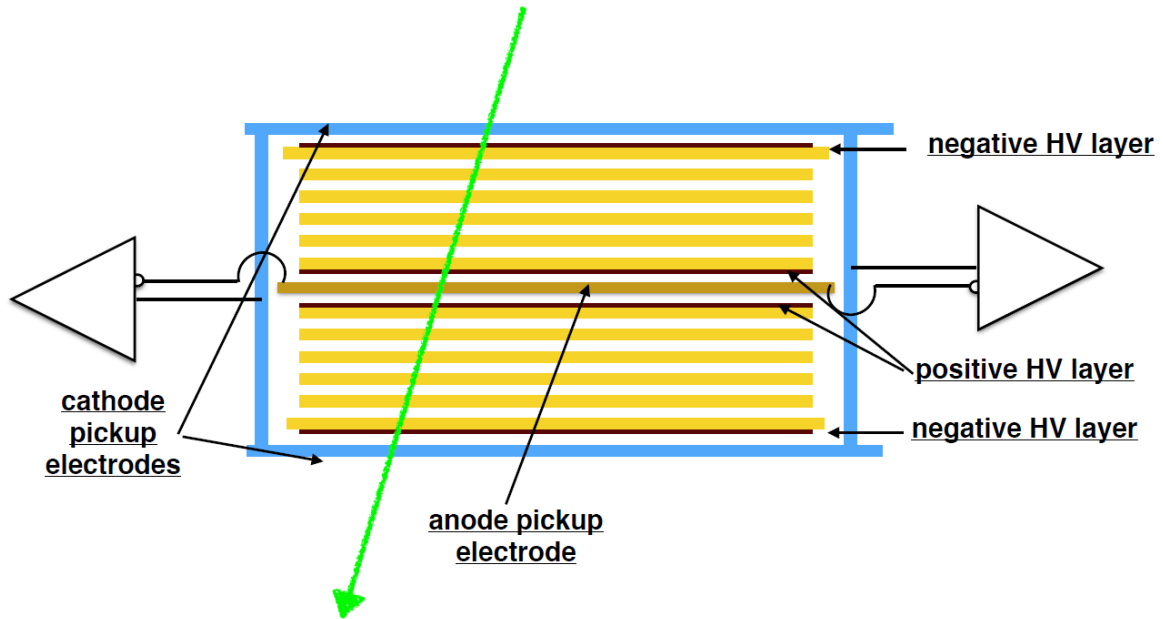 negative HV layer
positive HV layer
cathode
pickup
electrodes
negative HV layer
anode pickup
electrode